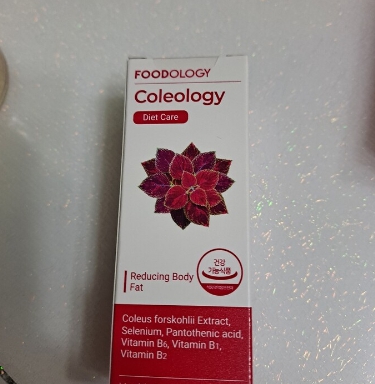 FOODOLOGY
Coleology
Diet Care
건강
기능식품
Reducing Body
Fat
Coleus forskohlii Extract,
Selenium, Pantothenic acid,
Vitamin B6, Vitamin B1,
Vitamin B2